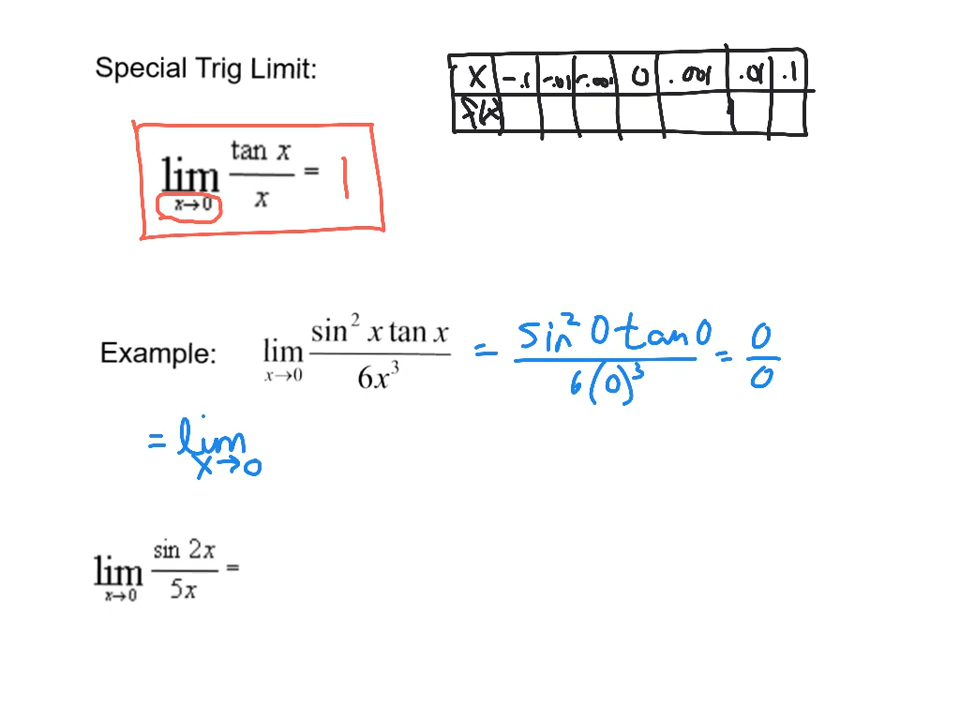 Special Trig Limit:
x -.1 -.01 -.001 0 .001 .01 .1
f(x)
lim x→0 tan x / x = 1
Example: lim x→0 sin² x tan x / 6x³ = sin² 0 tan 0 / 6(0)³ = 0/0
= lim x→0
lim x→0 sin 2x / 5x =